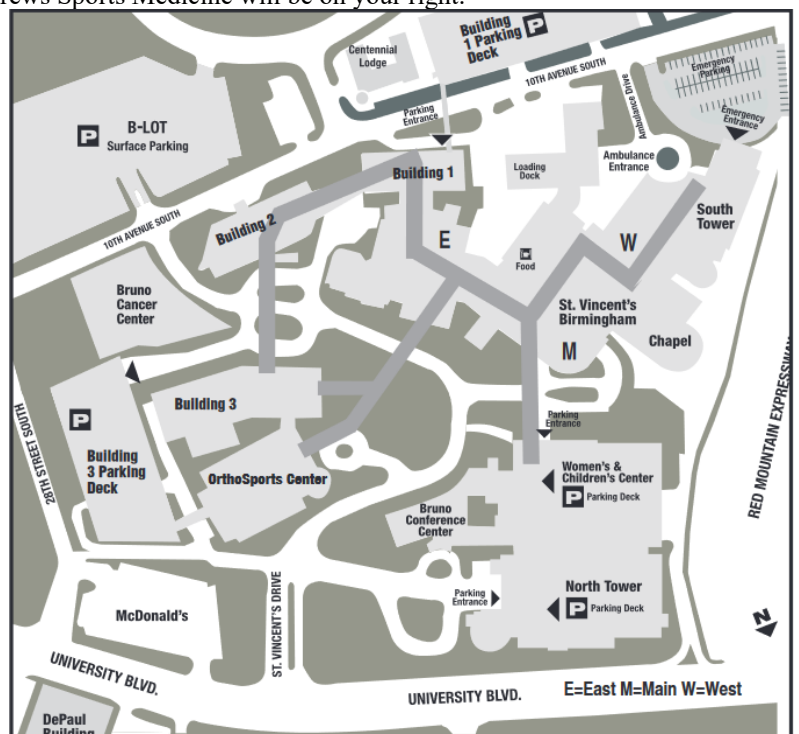 rews Sports Medicine will be on your right.
Building
1 Parking
Deck
P
Centennial
Lodge
10TH AVENUE SOUTH
Emergency
Parking
Emergency
Entrance
Ambulance Drive
Parking
Entrance
P
B-LOT
Surface Parking
Building 1
Loading
Dock
Ambulance
Entrance
10TH AVENUE SOUTH
Building 2
E
Food
W
South
Tower
Bruno
Cancer
Center
St. Vincent's
Birmingham
Chapel
M
Building 3
P
Building
3 Parking
Deck
28TH STREET SOUTH
OrthoSports Center
Parking
Entrance
Women's &
Children's Center
P Parking Deck
Bruno
Conference
Center
RED MOUNTAIN EXPRESSWAY
North Tower
P Parking Deck
Parking
Entrance
McDonald's
ST. VINCENT'S DRIVE
N
UNIVERSITY BLVD.
UNIVERSITY BLVD.
E=East M=Main W=West
DePaul
Building